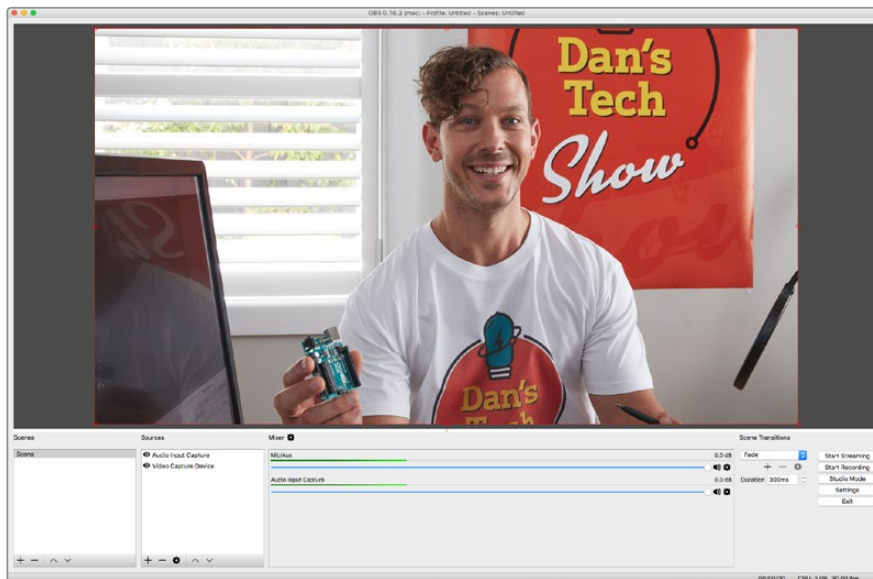 OBS 0.16.2 (mac) - Profile: Untitled - Scenes: Untitled
Dan's
Tech
Show
Dan's
Tech
Scenes
Sources
Mixer
Scene Transitions
Scene
Audio Input Capture
Video Capture Device
Mic/Aux
0.0 dB
Audio Input Capture
0.0 dB
Fade
Duration
300ms
Start Streaming
Start Recording
Studio Mode
Settings
Exit